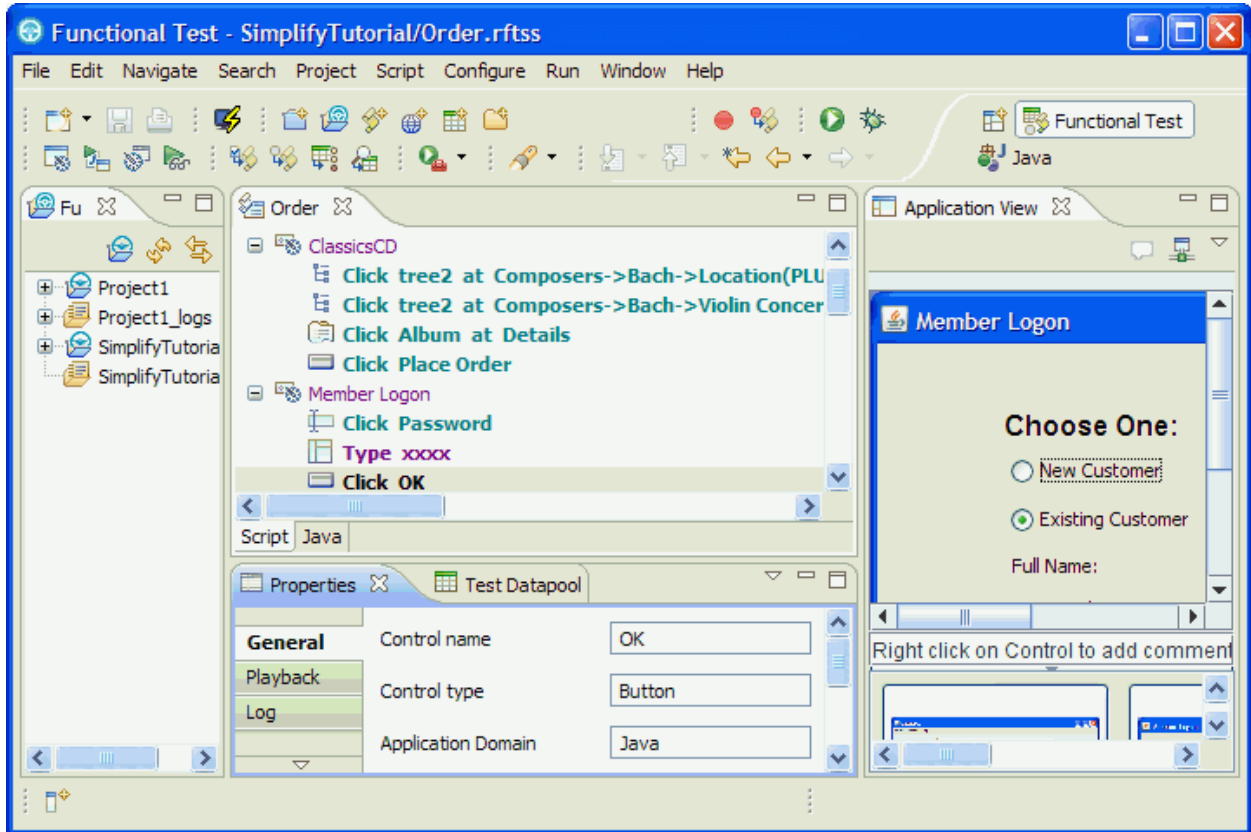 Functional Test - SimplifyTutorial/Order.rftss
File Edit Navigate Search Project Script Configure Run Window Help
Functional Test
Java
Fu
Project1
Project1_logs
SimplifyTutoria
SimplifyTutoria
Order
ClassicsCD
Click tree2 at Composers->Bach->Location(PLU
Click tree2 at Composers->Bach->Violin Concer
Click Album at Details
Click Place Order
Member Logon
Click Password
Type xxxx
Click OK
Script Java
Properties Test Datapool
General
Playback
Log
Control name OK
Control type Button
Application Domain Java
Application View
Member Logon
Choose One:
New Customer
Existing Customer
Full Name:
Right click on Control to add comment